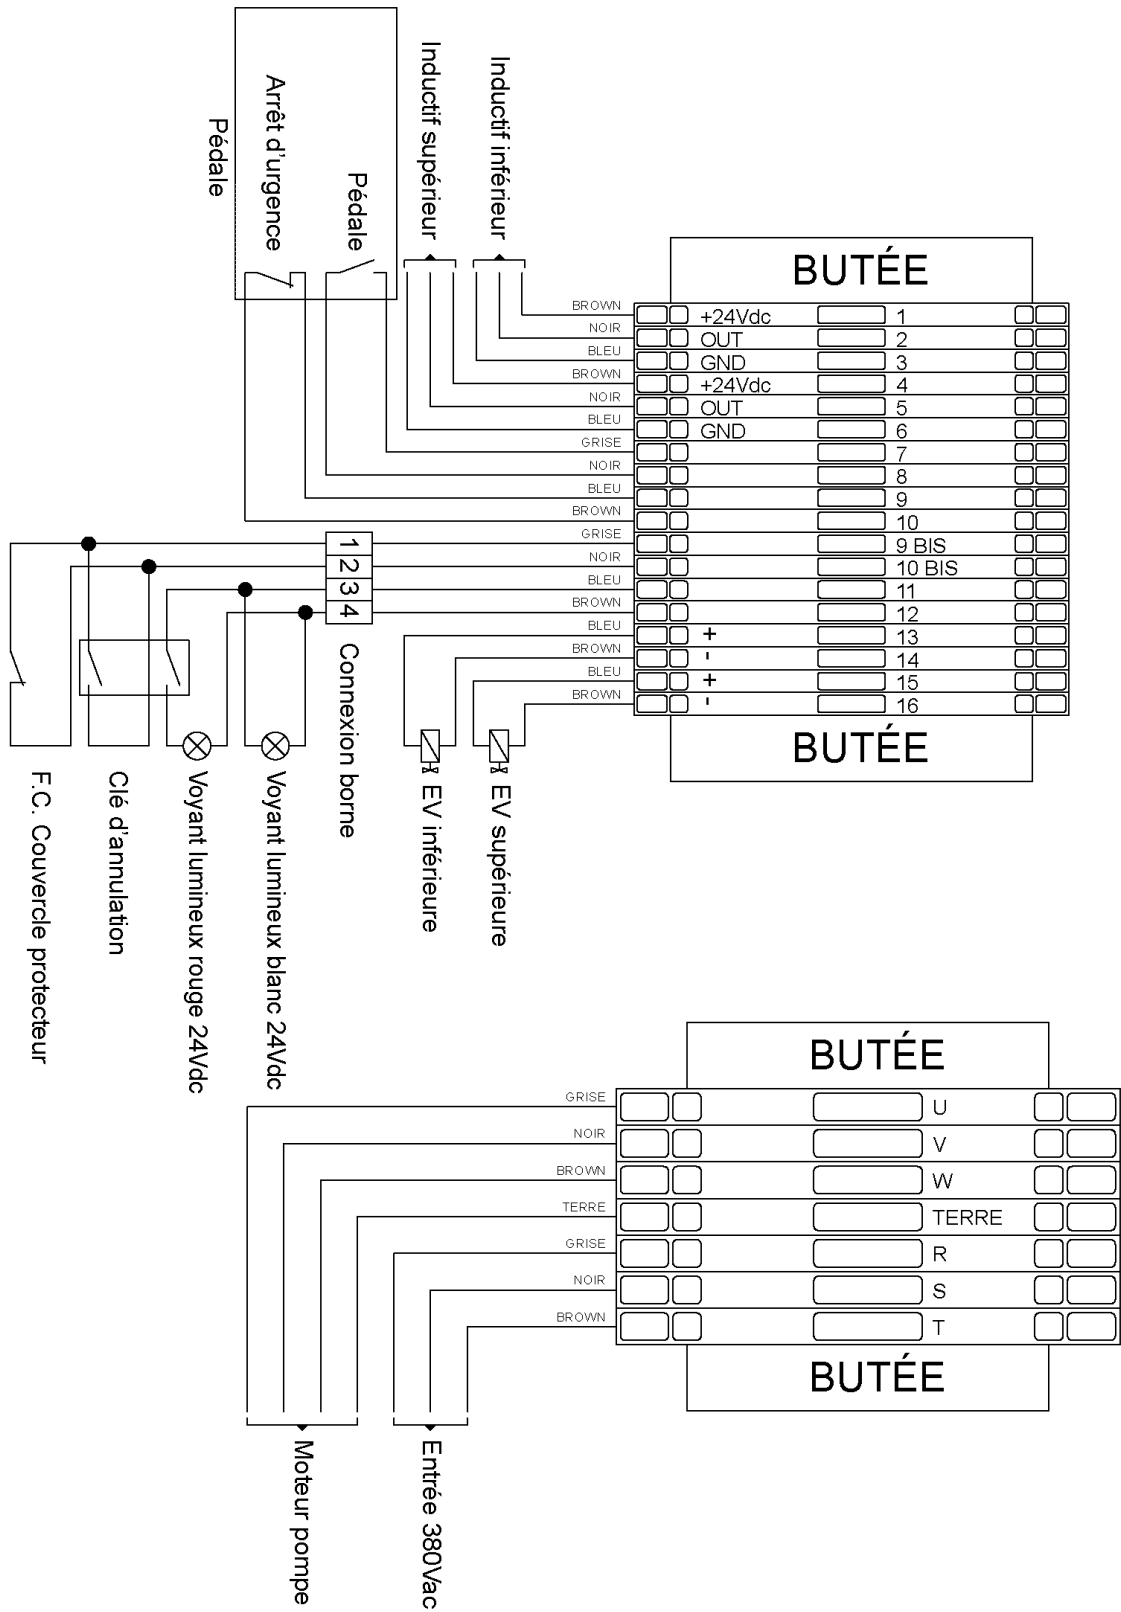 Pédale
Arrêt d'urgence
Pédale
Inductif supérieur
Inductif inférieur
BUTÉE
BROWN +24Vdc 1
NOIR OUT 2
BLEU GND 3
BROWN +24Vdc 4
NOIR OUT 5
BLEU GND 6
GRISE 7
NOIR 8
BLEU 9
BROWN 10
GRISE 1 9 BIS
NOIR 2 10 BIS
BLEU 3 11
BROWN 4 12
BLEU + 13
BROWN - 14
BLEU + 15
BROWN - 16
BUTÉE
Connexion borne
F.C. Couvercle protecteur
Clé d'annulation
Voyant lumineux rouge 24Vdc
Voyant lumineux blanc 24Vdc
EV inférieure
EV supérieure
BUTÉE
GRISE U
NOIR V
BROWN W
TERRE TERRE
GRISE R
NOIR S
BROWN T
BUTÉE
Moteur pompe
Entrée 380Vac